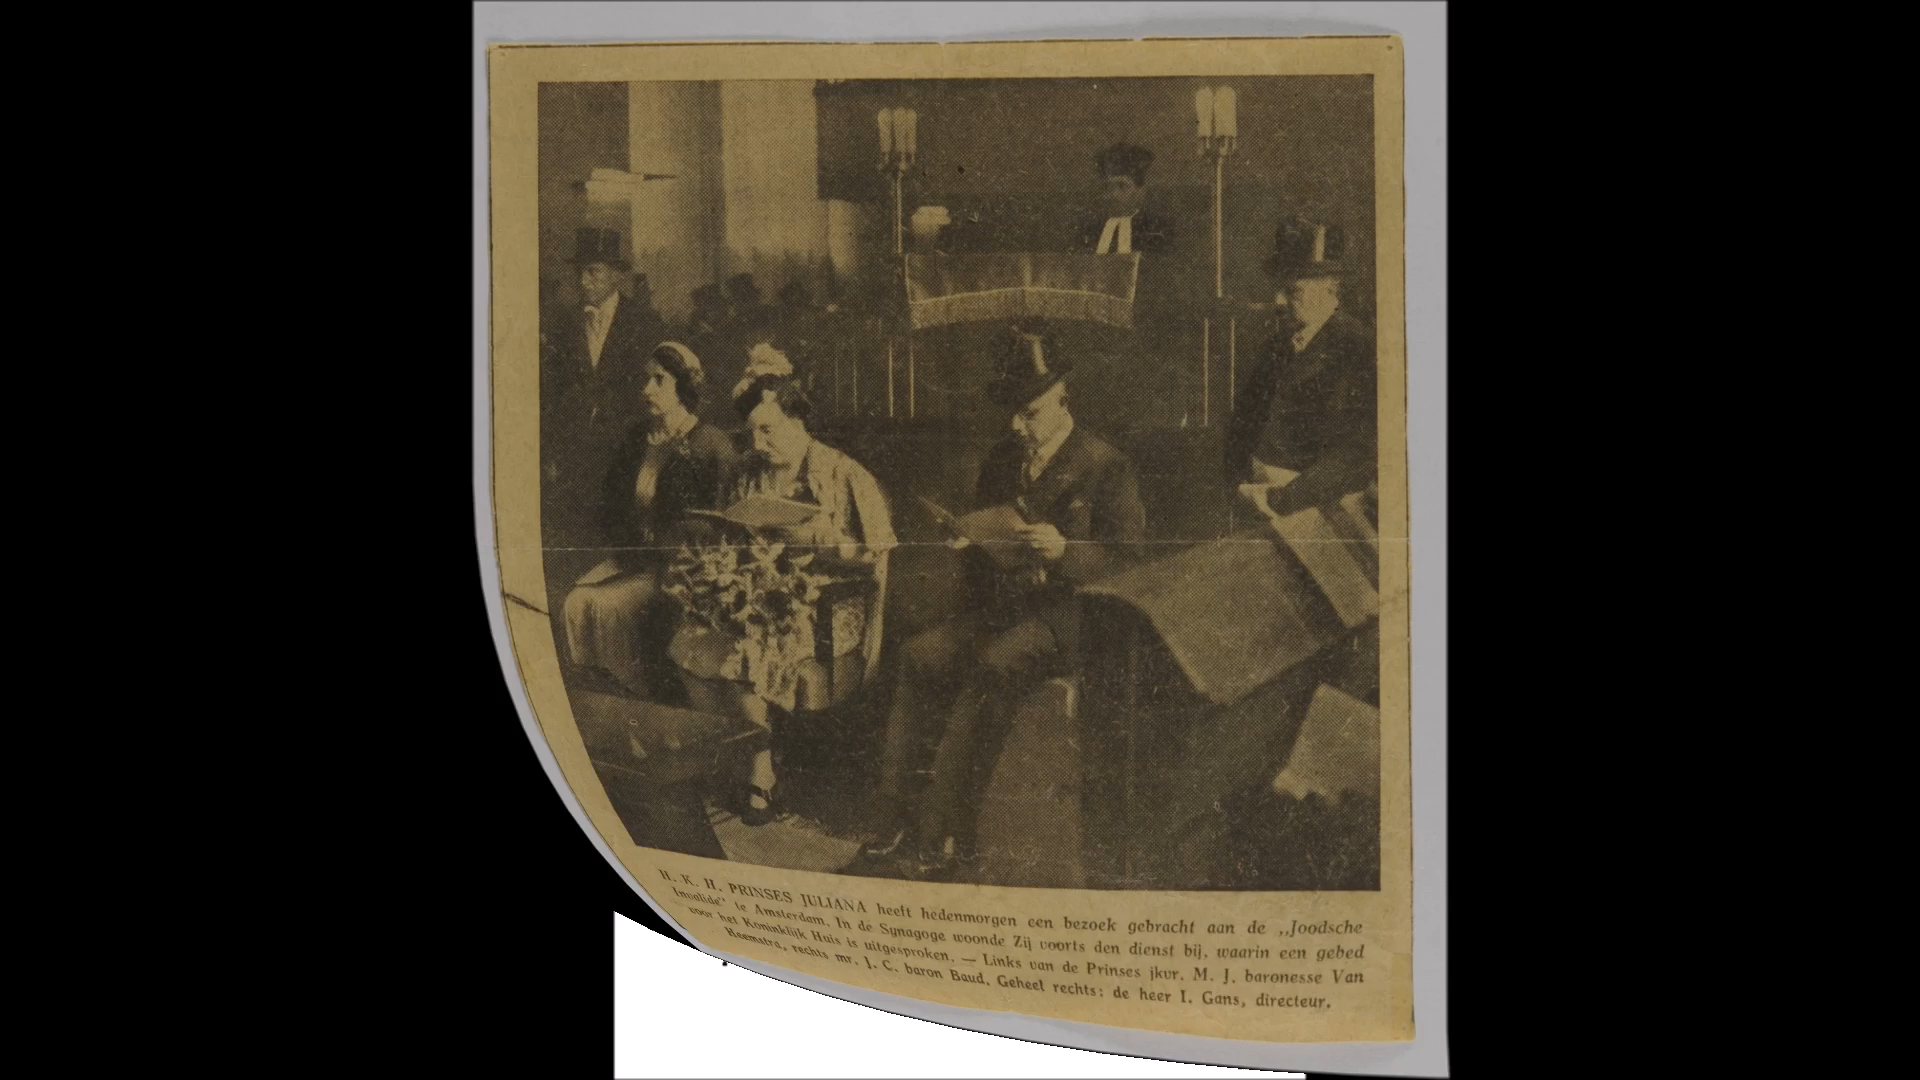 H. K. H. PRINSES JULIANA heeft hedenmorgen een bezoek gebracht aan de „Joodsche
Invalide" te Amsterdam. In de Synagoge woonde Zij voorts den dienst bij, waarin een gebed
voor het Koninklijk Huis is uitgesproken. — Links van de Prinses jkvr. M. J. baronesse Van
Heemstra, rechts mr. J. C. baron Baud. Geheel rechts: de heer I. Gans, directeur.